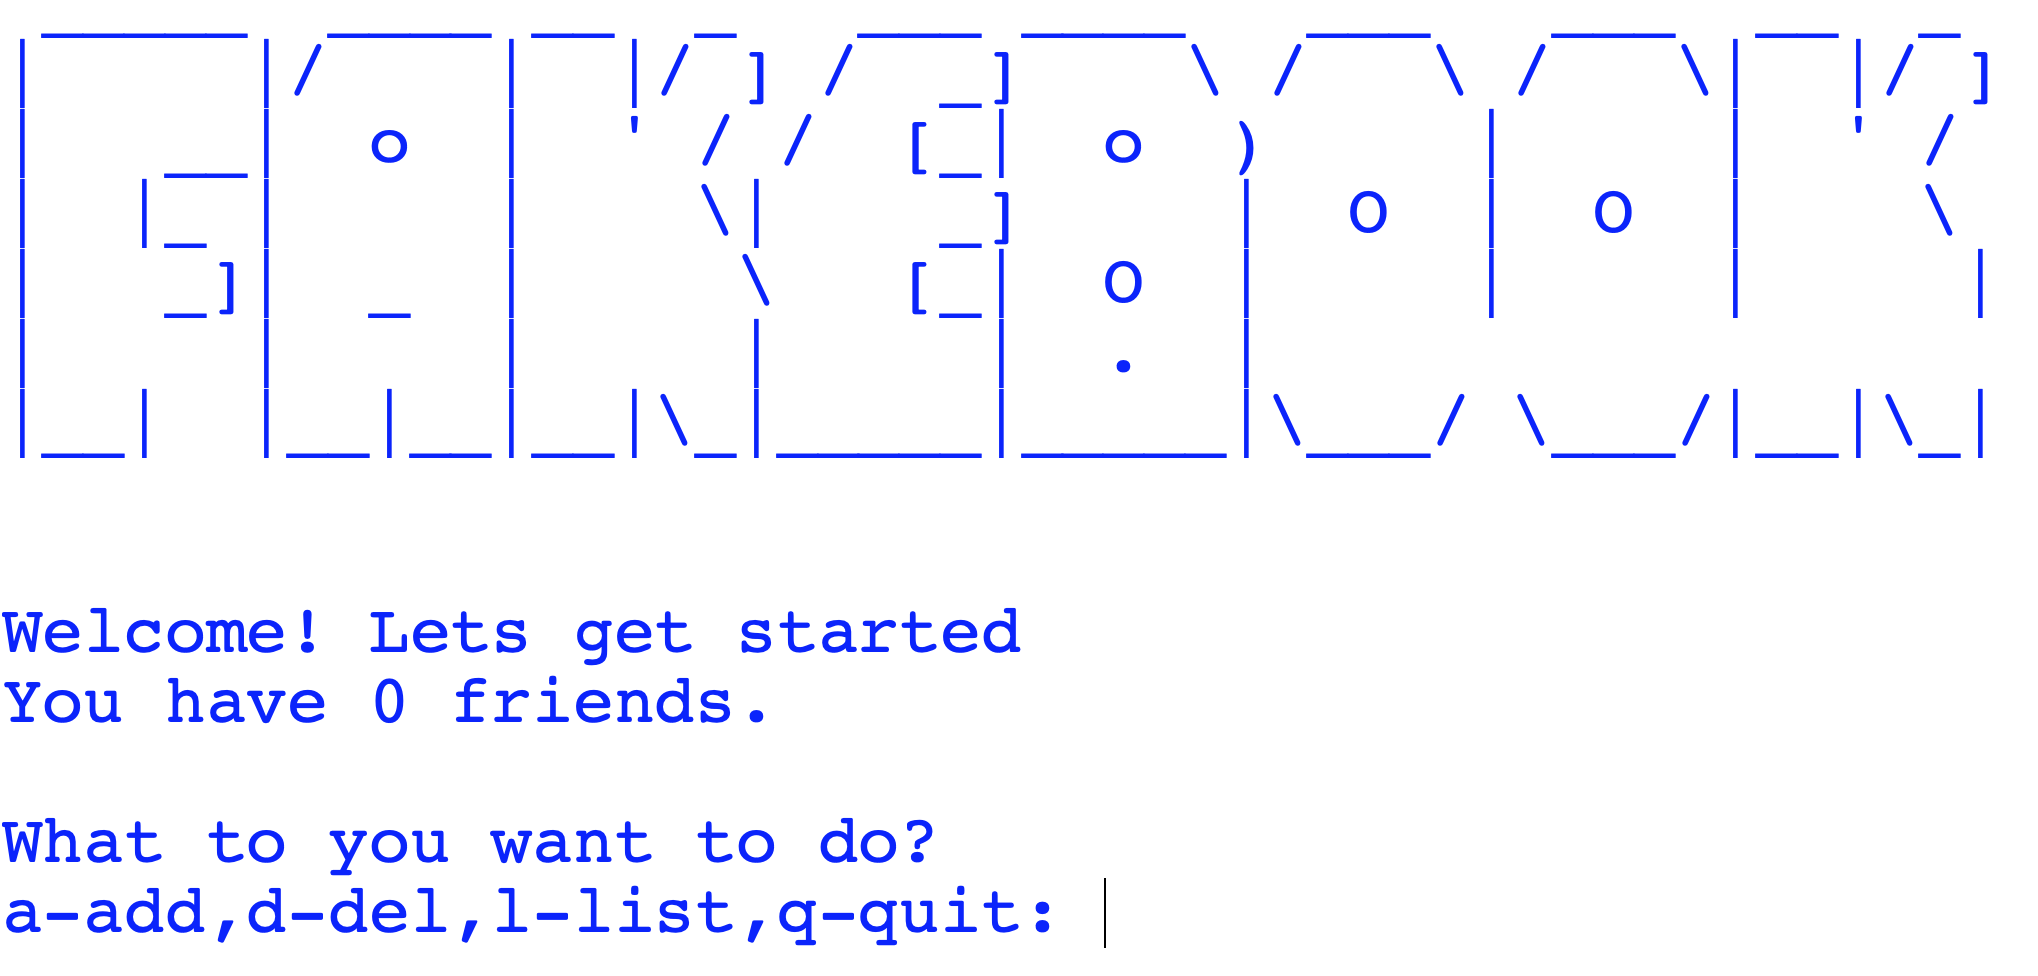 FAKEBOOK
Welcome! Lets get started
You have 0 friends.
What to you want to do?
a-add,d-del,l-list,q-quit: